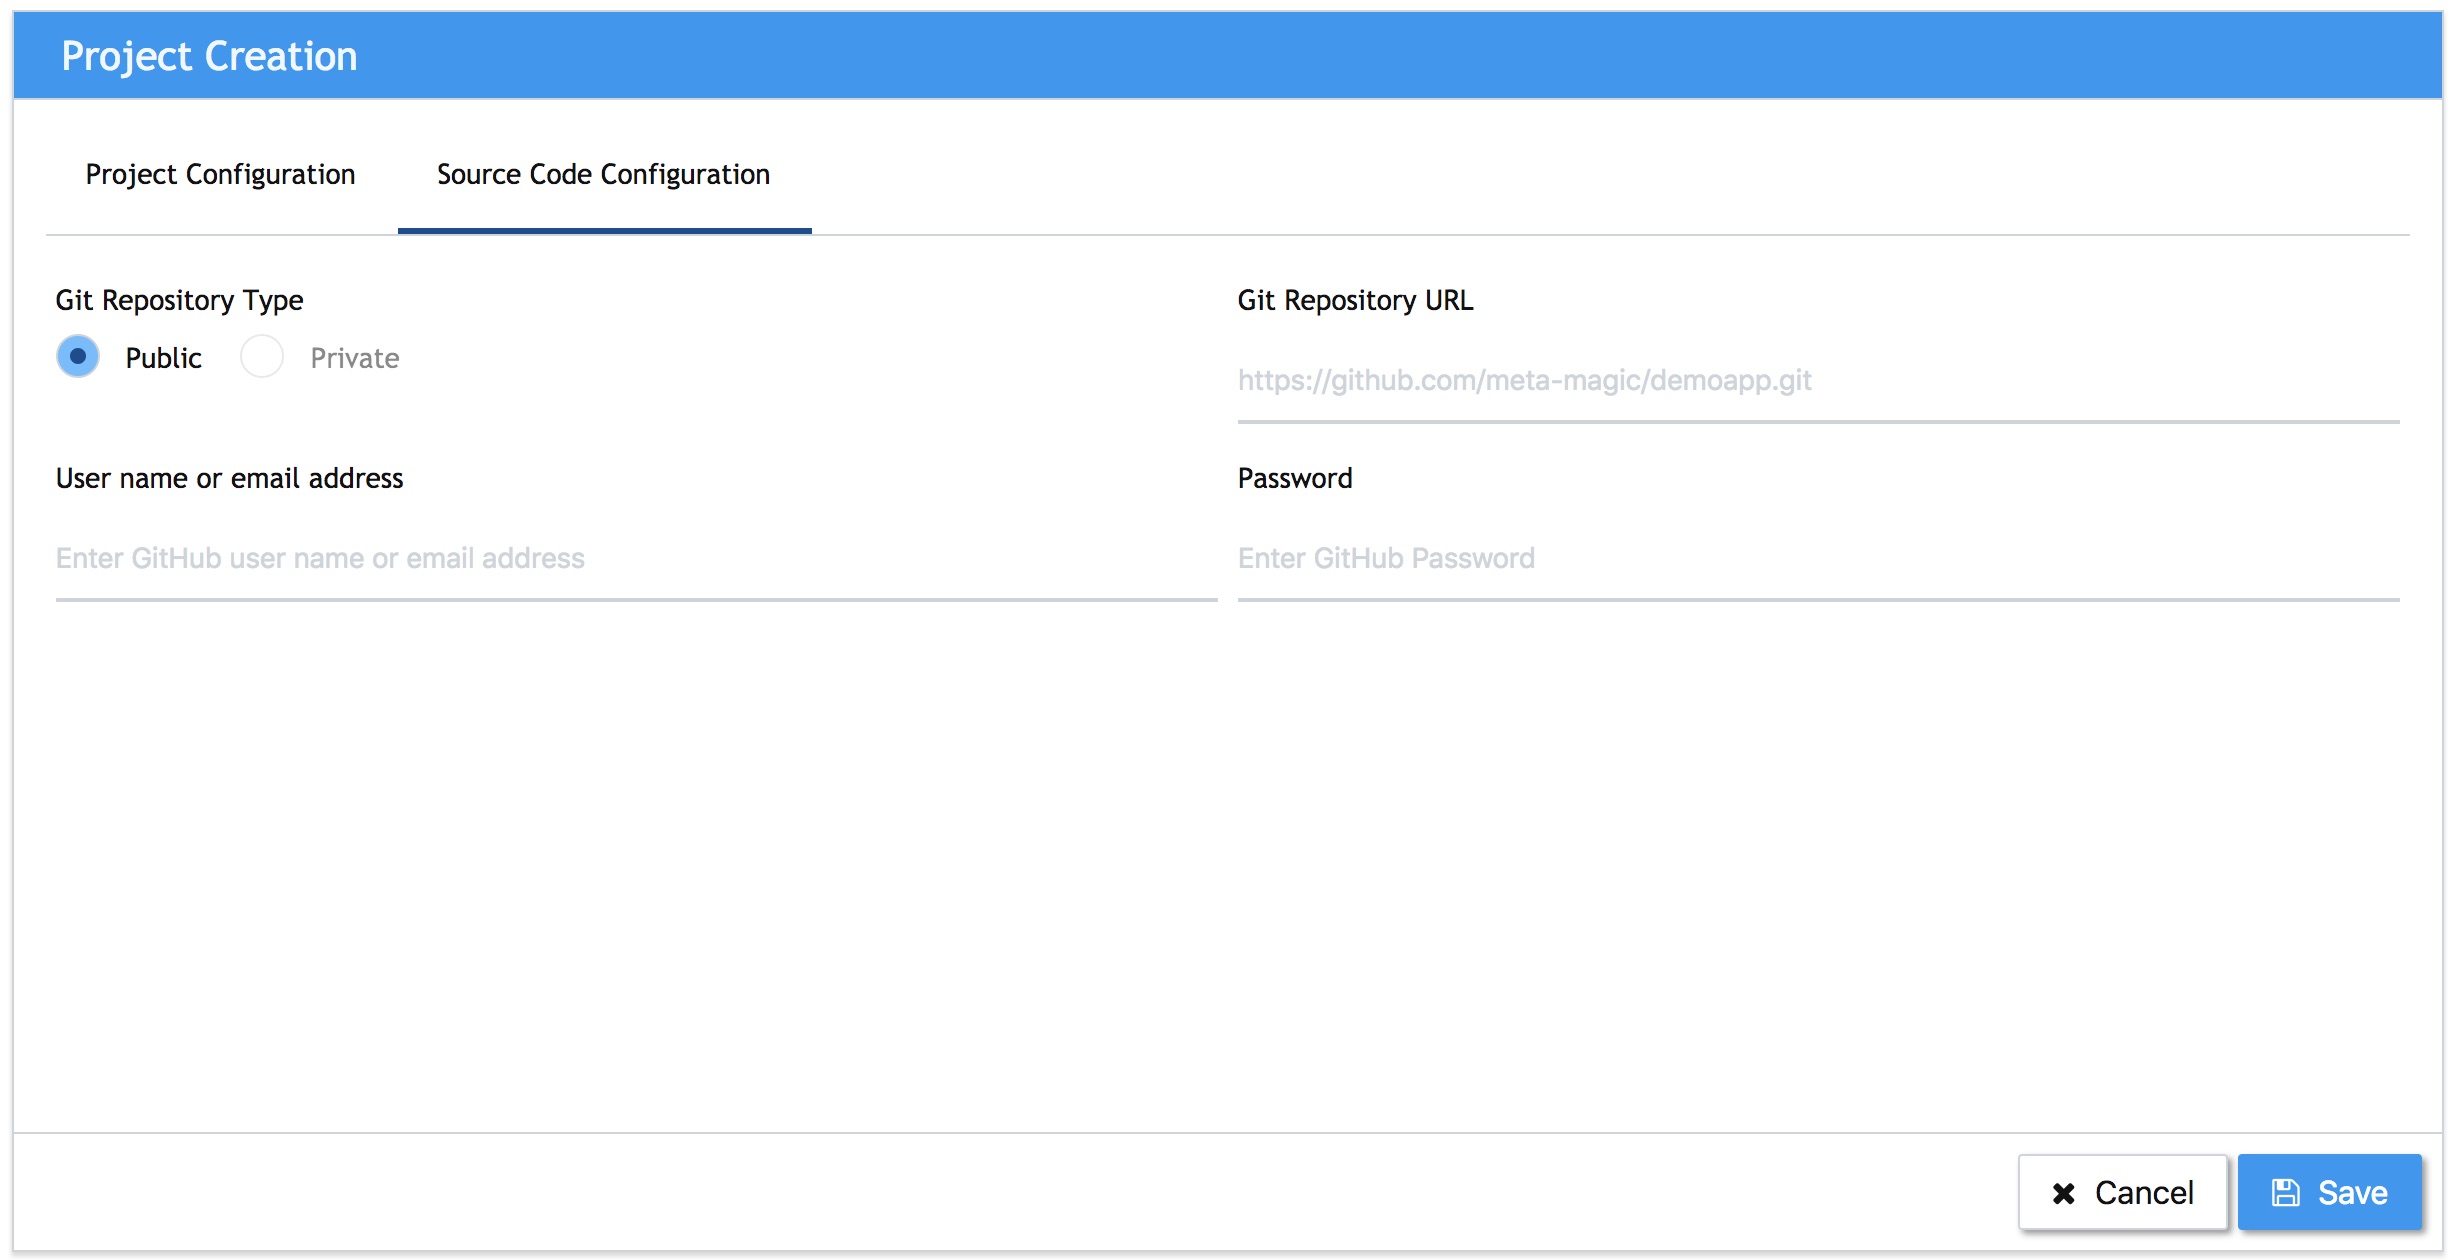 Project Creation
Project Configuration
Source Code Configuration
Git Repository Type
Public
Private
Git Repository URL
https://github.com/meta-magic/demoapp.git
User name or email address
Enter GitHub user name or email address
Password
Enter GitHub Password
Cancel
Save